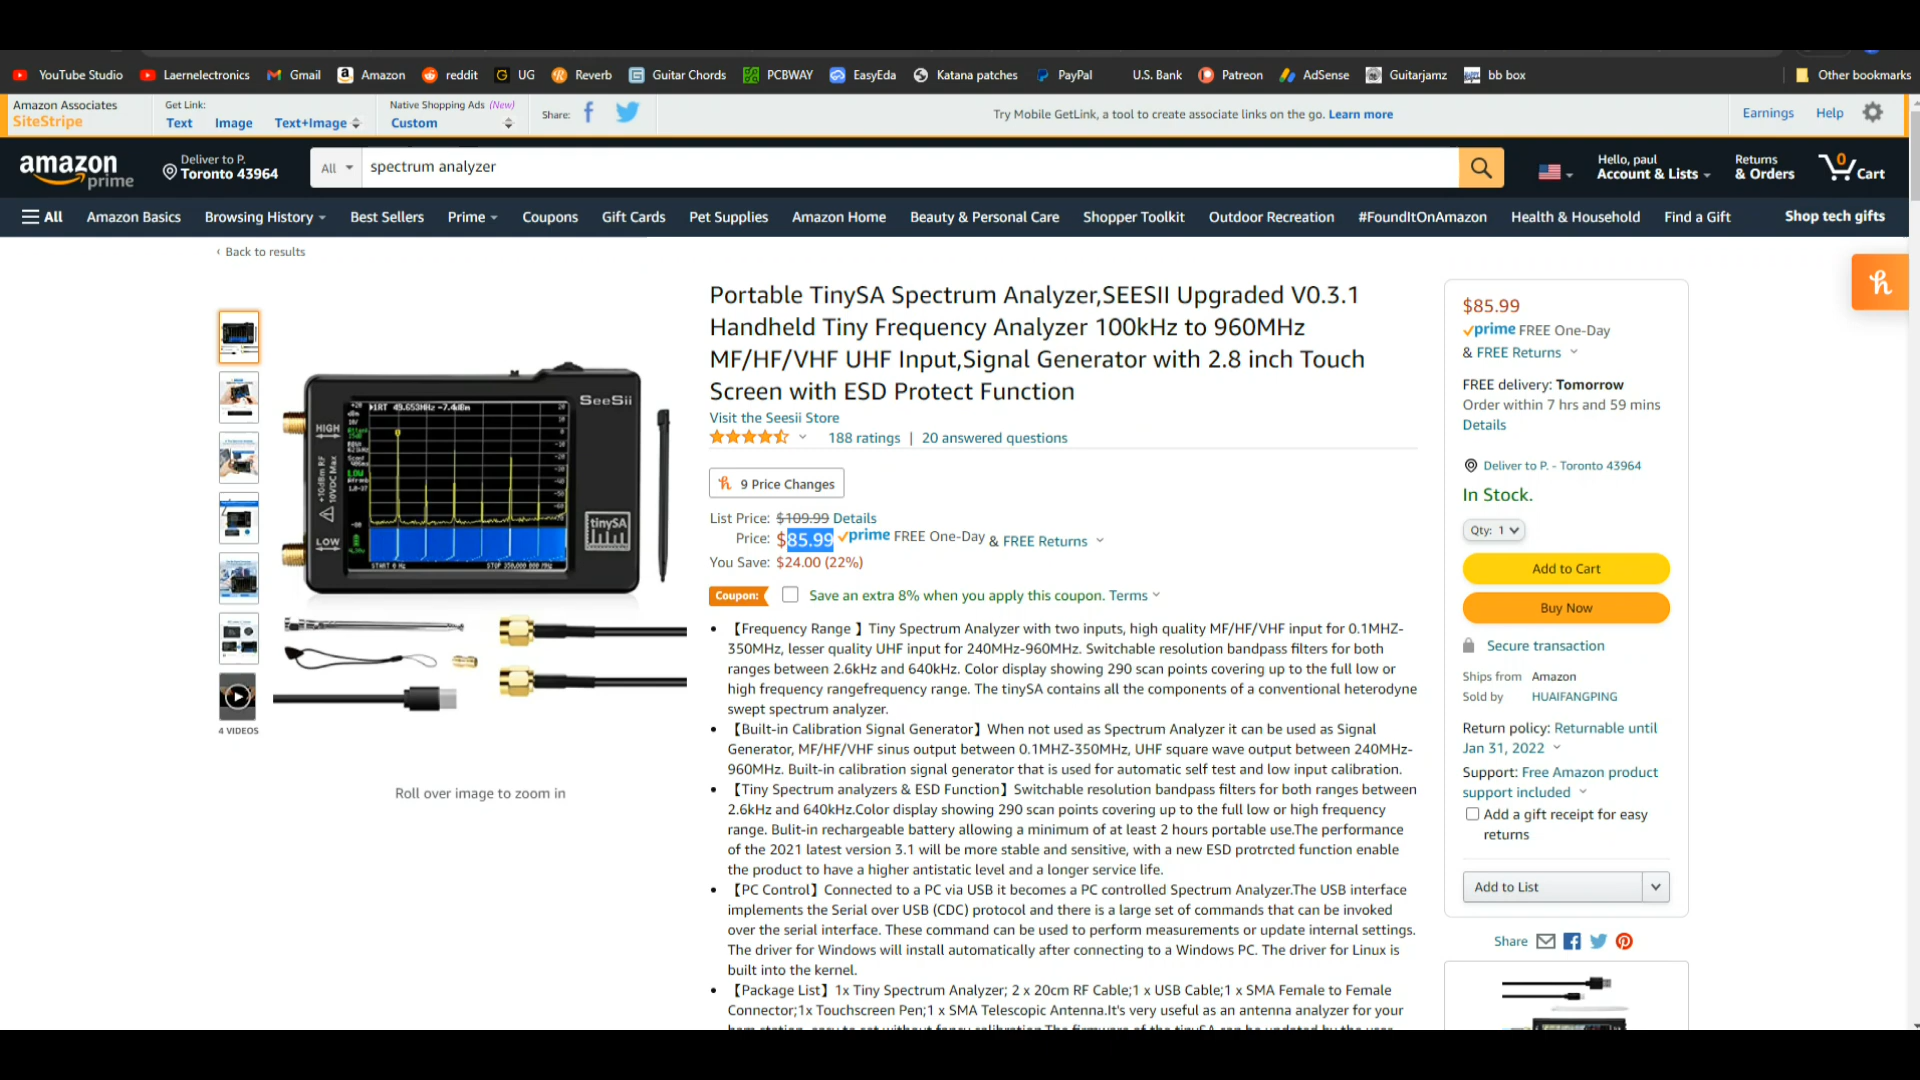 YouTube Studio Laernelectronics Gmail Amazon reddit UG Reverb Guitar Chords PCBWAY EasyEda Katana patches PayPal U.S. Bank Patreon AdSense Guitarjamz bb box Other bookmarks
Amazon Associates
SiteStripe
Get Link:
Text Image Text+Image
Native Shopping Ads (New)
Custom
Share:
Try Mobile GetLink, a tool to create associate links on the go. Learn more
Earnings Help
amazon
prime
Deliver to P.
Toronto 43964
All
spectrum analyzer
Hello, paul
Account & Lists
Returns
& Orders
0
Cart
All Amazon Basics Browsing History Best Sellers Prime Coupons Gift Cards Pet Supplies Amazon Home Beauty & Personal Care Shopper Toolkit Outdoor Recreation #FoundItOnAmazon Health & Household Find a Gift Shop tech gifts
‹ Back to results
SeeSii
1RT 49.653MHz -7.4dBm
HIGH
+10dBm RF
10VDC Max
LOW
LOW
tinySA
START 0 Hz
STOP 350.000 000 MHz
4 VIDEOS
Roll over image to zoom in
Portable TinySA Spectrum Analyzer,SEESII Upgraded V0.3.1
Handheld Tiny Frequency Analyzer 100kHz to 960MHz
MF/HF/VHF UHF Input,Signal Generator with 2.8 inch Touch
Screen with ESD Protect Function
Visit the Seesii Store
188 ratings | 20 answered questions
9 Price Changes
List Price: $109.99 Details
Price: $85.99 prime FREE One-Day & FREE Returns
You Save: $24.00 (22%)
Coupon: Save an extra 8% when you apply this coupon. Terms
• 【Frequency Range 】Tiny Spectrum Analyzer with two inputs, high quality MF/HF/VHF input for 0.1MHZ-
350MHz, lesser quality UHF input for 240MHz-960MHz. Switchable resolution bandpass filters for both
ranges between 2.6kHz and 640kHz. Color display showing 290 scan points covering up to the full low or
high frequency rangefrequency range. The tinySA contains all the components of a conventional heterodyne
swept spectrum analyzer.
• 【Built-in Calibration Signal Generator】When not used as Spectrum Analyzer it can be used as Signal
Generator, MF/HF/VHF sinus output between 0.1MHZ-350MHz, UHF square wave output between 240MHz-
960MHz. Built-in calibration signal generator that is used for automatic self test and low input calibration.
• 【Tiny Spectrum analyzers & ESD Function】Switchable resolution bandpass filters for both ranges between
2.6kHz and 640kHz.Color display showing 290 scan points covering up to the full low or high frequency
range. Bulit-in rechargeable battery allowing a minimum of at least 2 hours portable use.The performance
of the 2021 latest version 3.1 will be more stable and sensitive, with a new ESD protrcted function enable
the product to have a higher antistatic level and a longer service life.
• 【PC Control】Connected to a PC via USB it becomes a PC controlled Spectrum Analyzer.The USB interface
implements the Serial over USB (CDC) protocol and there is a large set of commands that can be invoked
over the serial interface. These command can be used to perform measurements or update internal settings.
The driver for Windows will install automatically after connecting to a Windows PC. The driver for Linux is
built into the kernel.
• 【Package List】1x Tiny Spectrum Analyzer; 2 x 20cm RF Cable;1 x USB Cable;1 x SMA Female to Female
Connector;1x Touchscreen Pen;1 x SMA Telescopic Antenna.It's very useful as an antenna analyzer for your
$85.99
prime FREE One-Day
& FREE Returns
FREE delivery: Tomorrow
Order within 7 hrs and 59 mins
Details
Deliver to P. - Toronto 43964
In Stock.
Qty: 1
Add to Cart
Buy Now
Secure transaction
Ships from Amazon
Sold by HUAIFANGPING
Return policy: Returnable until
Jan 31, 2022
Support: Free Amazon product
support included
Add a gift receipt for easy
returns
Add to List
Share